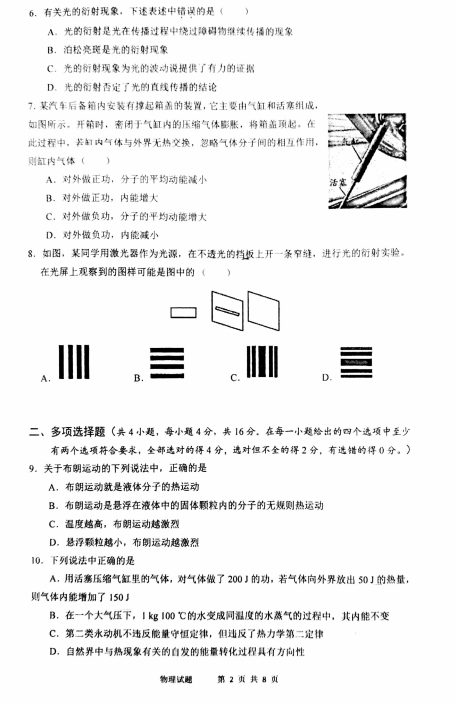 6. 有关光的衍射现象，下述表述中错误的是（　　）
A. 光的衍射是光在传播过程中绕过障碍物继续传播的现象
B. 泊松亮斑是光的衍射现象
C. 光的衍射现象为光的波动说提供了有力的证据
D. 光的衍射否定了光的直线传播的结论
7. 某汽车后备箱内安装有撑起箱盖的装置，它主要由气缸和活塞组成，
如图所示。开箱时，密闭于气缸内的压缩气体膨胀，将箱盖顶起。在
此过程中，若缸内气体与外界无热交换，忽略气体分子间的相互作用，
则缸内气体（　　）
活塞
A. 对外做正功，分子的平均动能减小
B. 对外做正功，内能增大
C. 对外做负功，分子的平均动能增大
D. 对外做负功，内能减小
8. 如图，某同学用激光器作为光源，在不透光的挡板上开一条窄缝，进行光的衍射实验。
在光屏上观察到的图样可能是图中的（　　）
A. B. C. D.
二、多项选择题（共 4 小题，每小题 4 分，共 16 分．在每一小题给出的四个选项中至少
有两个选项符合要求，全部选对的得 4 分，选对但不全的得 2 分，有选错的得 0 分。）
9．关于布朗运动的下列说法中，正确的是
A．布朗运动就是液体分子的热运动
B．布朗运动是悬浮在液体中的固体颗粒内的分子的无规则热运动
C．温度越高，布朗运动越激烈
D．悬浮颗粒越小，布朗运动越激烈
10．下列说法中正确的是
A．用活塞压缩气缸里的气体，对气体做了 200 J 的功，若气体向外界放出 50 J 的热量，
则气体内能增加了 150 J
B．在一个大气压下，1 kg 100 ℃的水变成同温度的水蒸气的过程中，其内能不变
C．第二类永动机不违反能量守恒定律，但违反了热力学第二定律
D．自然界中与热现象有关的自发的能量转化过程具有方向性
物理试题　　第 2 页 共 8 页